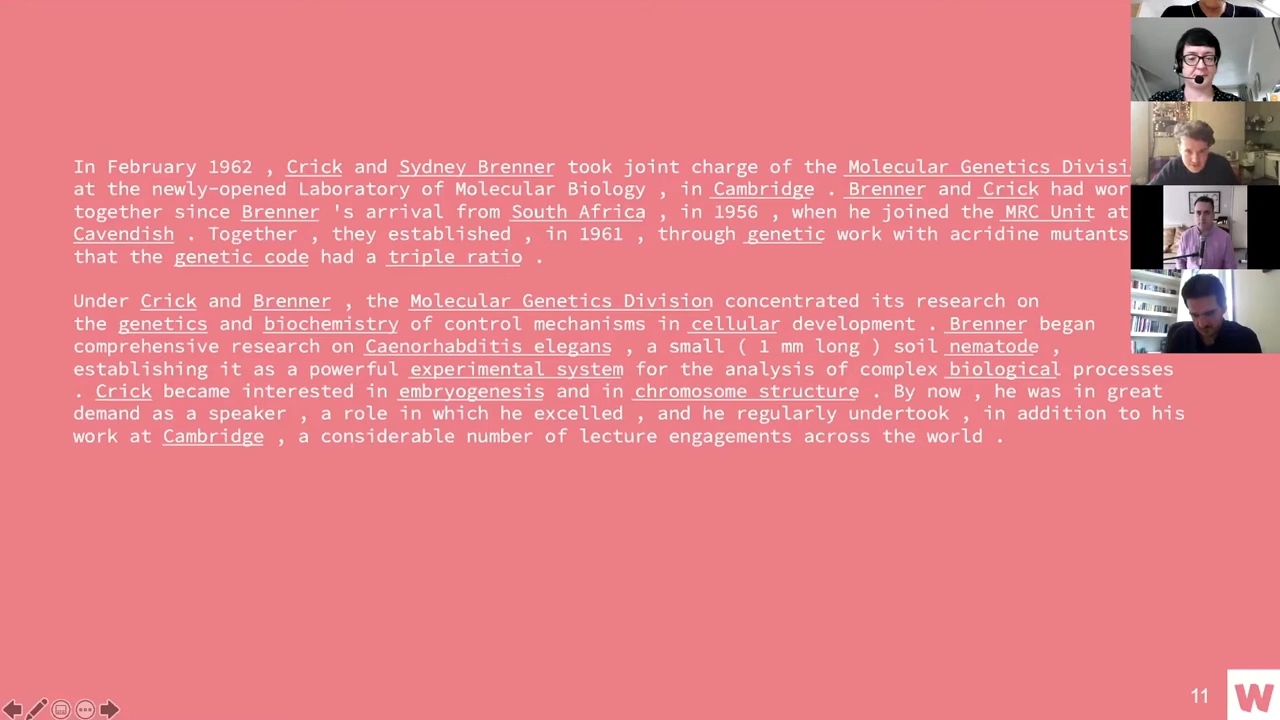 In February 1962 , Crick and Sydney Brenner took joint charge of the Molecular Genetics
at the newly-opened Laboratory of Molecular Biology , in Cambridge . Brenner and Crick had
together since Brenner 's arrival from South Africa , in 1956 , when he joined the MRC Unit at
Cavendish . Together , they established , in 1961 , through genetic work with acridine mutants
that the genetic code had a triple ratio .
Under Crick and Brenner , the Molecular Genetics Division concentrated its research on
the genetics and biochemistry of control mechanisms in cellular development . Brenner began
comprehensive research on Caenorhabditis elegans , a small ( 1 mm long ) soil nematode ,
establishing it as a powerful experimental system for the analysis of complex biological processes
. Crick became interested in embryogenesis and in chromosome structure . By now , he was in great
demand as a speaker , a role in which he excelled , and he regularly undertook , in addition to his
work at Cambridge , a considerable number of lecture engagements across the world .
11
W